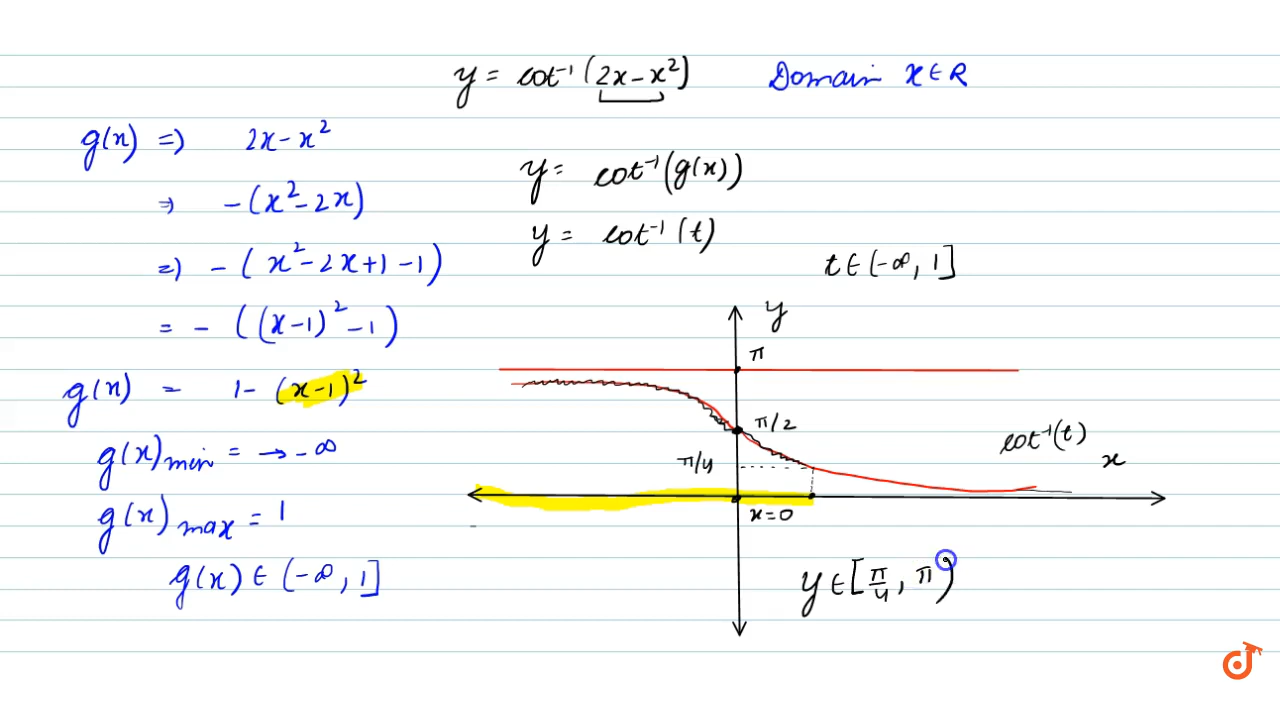 y = cot⁻¹(2x-x²) Domain x∈R
g(x) => 2x-x²
=> -(x²-2x)
=> -(x²-2x+1-1)
= -((x-1)²-1)
g(x) = 1-(x-1)²
g(x) min = → -∞
g(x) max = 1
g(x) ∈ (-∞, 1]
y = cot⁻¹(g(x))
y = cot⁻¹(t)
t∈(-∞, 1]
y
π
π/2
π/4
cot⁻¹(t)
x
x=0
y∈[π/4, π)